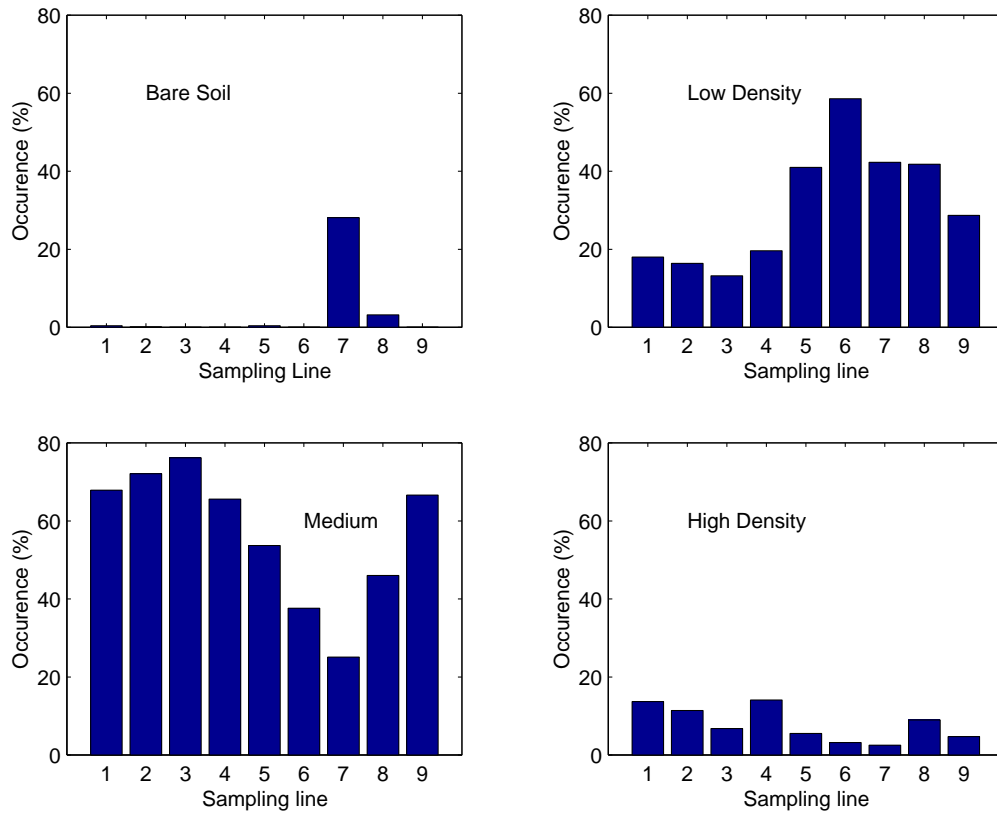 80
60
40
20
0
Occurence (%)
Bare Soil
1 2 3 4 5 6 7 8 9
Sampling Line
80
60
40
20
0
Occurence (%)
Low Density
1 2 3 4 5 6 7 8 9
Sampling line
80
60
40
20
0
Occurence (%)
Medium
1 2 3 4 5 6 7 8 9
Sampling line
80
60
40
20
0
Occurence (%)
High Density
1 2 3 4 5 6 7 8 9
Sampling line